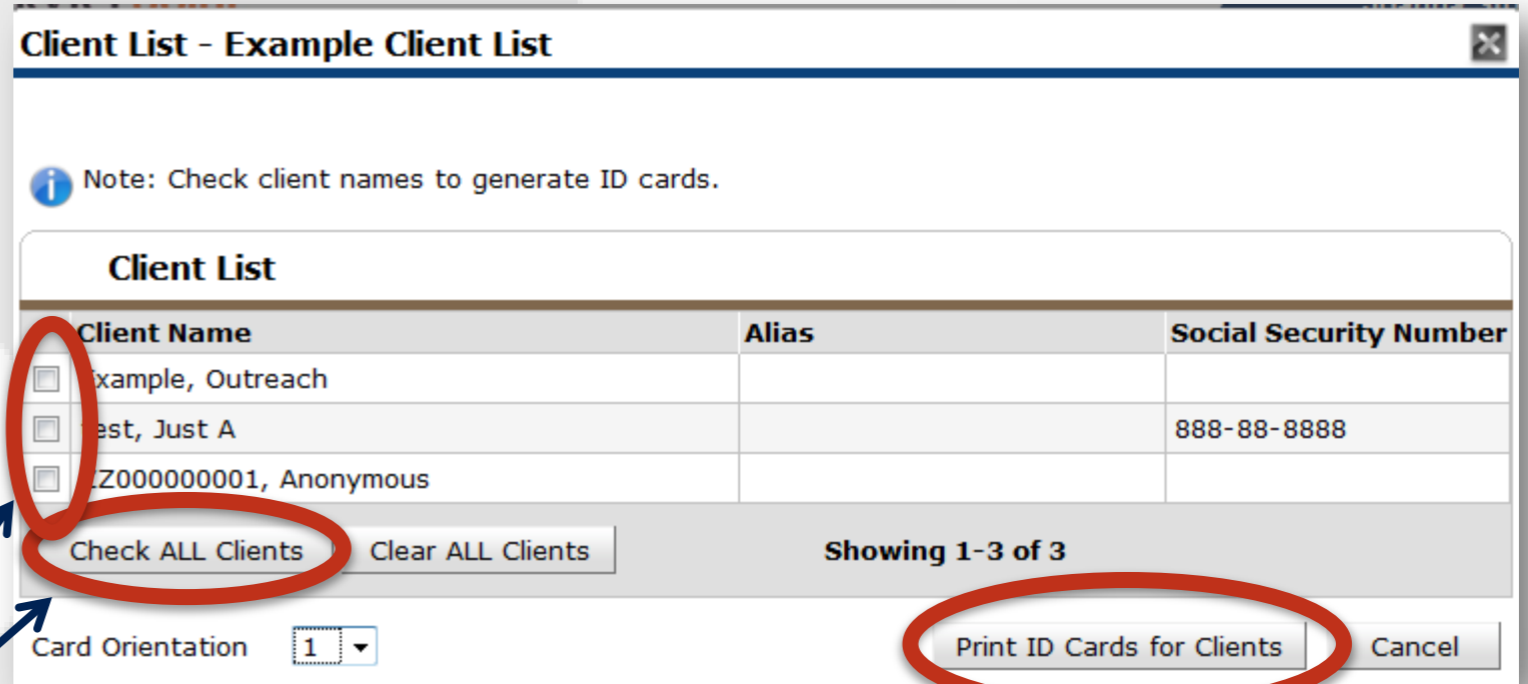 Client List - Example Client List
Note: Check client names to generate ID cards.
Client List
Client Name Alias Social Security Number
Example, Outreach
Just A 888-88-8888
Anonymous
Check ALL Clients Clear ALL Clients Showing 1-3 of 3
Card Orientation 1 Print ID Cards for Clients Cancel